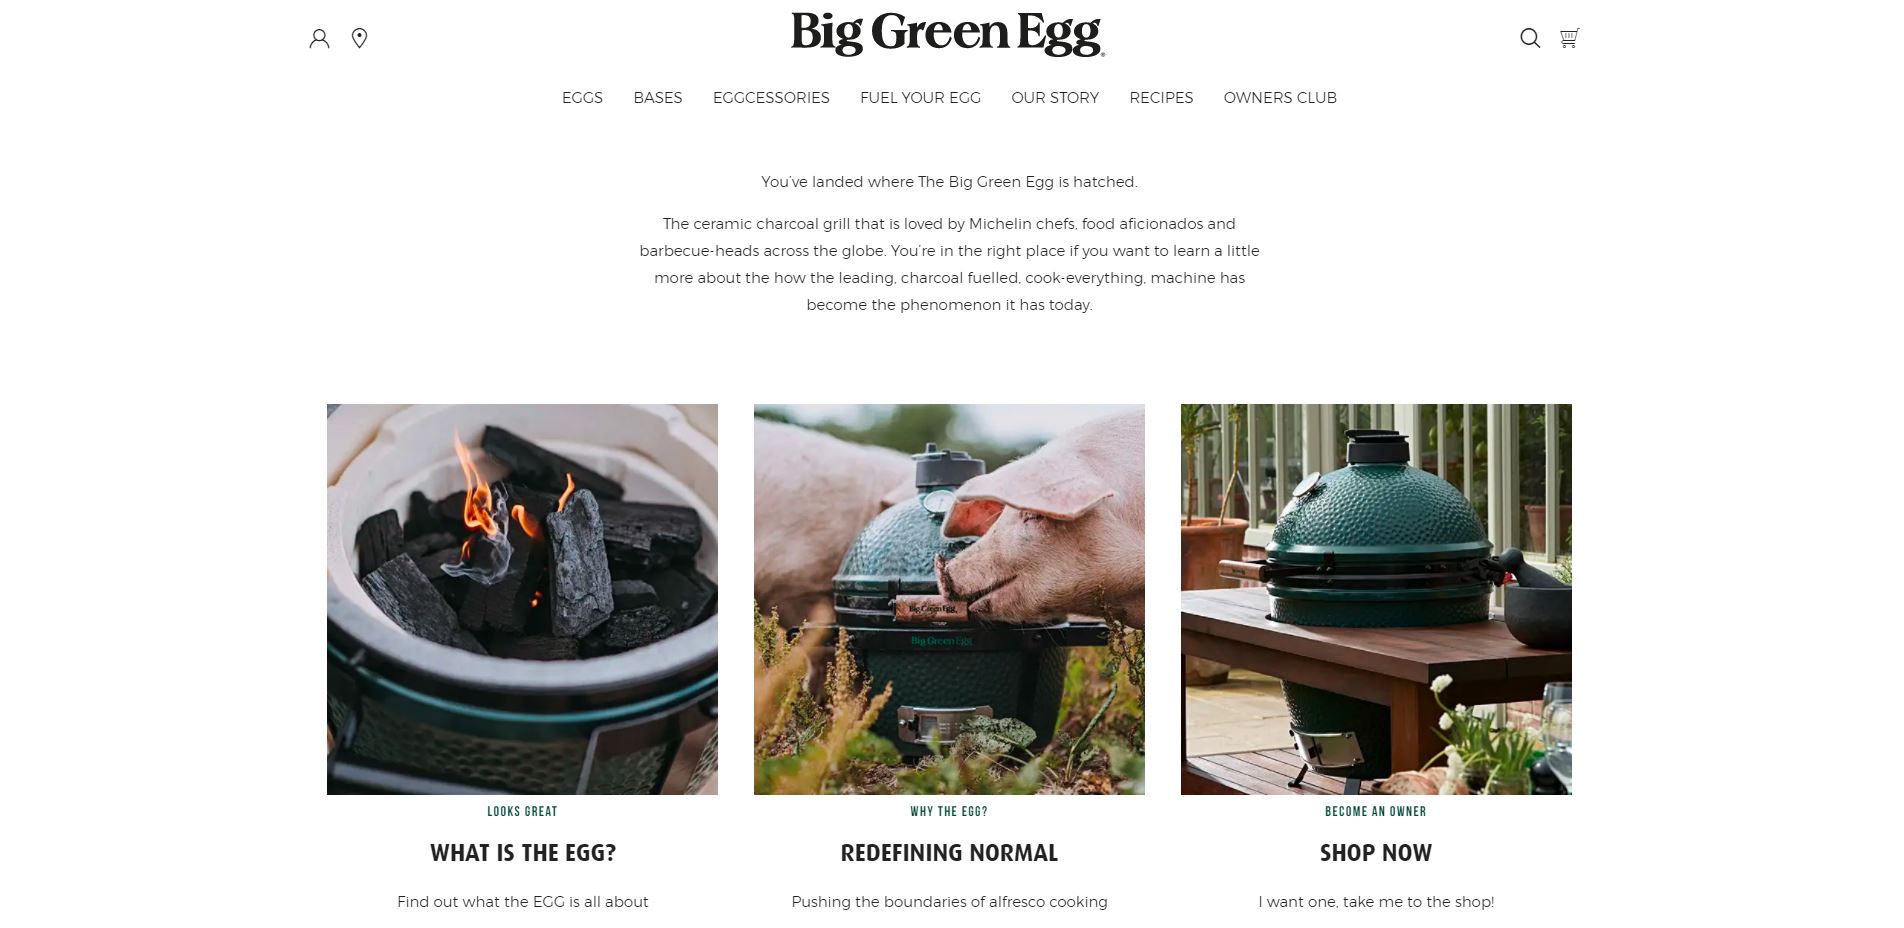 Big Green Egg®
EGGS BASES EGGCESSORIES FUEL YOUR EGG OUR STORY RECIPES OWNERS CLUB
You've landed where The Big Green Egg is hatched.
The ceramic charcoal grill that is loved by Michelin chefs, food aficionados and
barbecue-heads across the globe. You're in the right place if you want to learn a little
more about the how the leading, charcoal fuelled, cook-everything, machine has
become the phenomenon it has today.
Big Green Egg
Big Green Egg
LOOKS GREAT
WHY THE EGG?
BECOME AN OWNER
WHAT IS THE EGG?
REDEFINING NORMAL
SHOP NOW
Find out what the EGG is all about
Pushing the boundaries of alfresco cooking
I want one, take me to the shop!